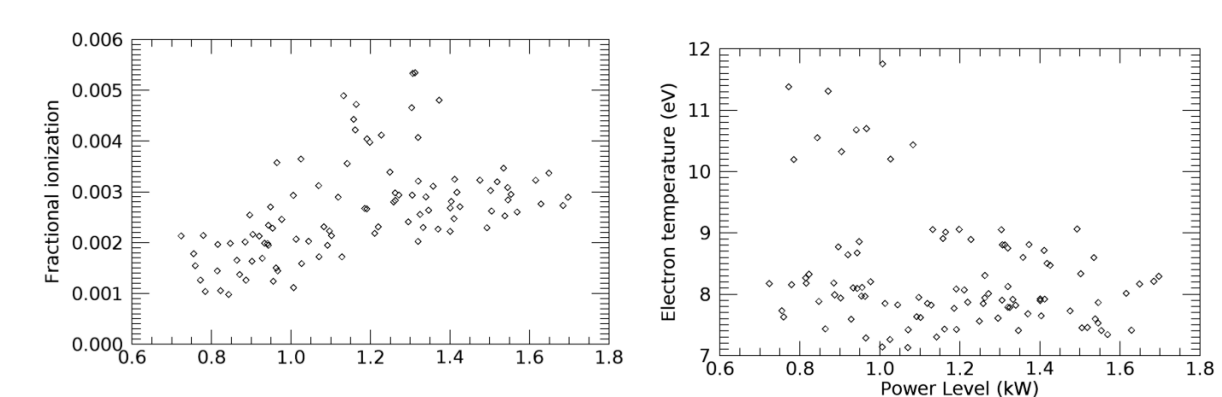 0.006
0.005
0.004
0.003
0.002
0.001
0.000
Fractional ionization
0.6 0.8 1.0 1.2 1.4 1.6 1.8
12
11
10
9
8
7
Electron temperature (eV)
0.6 0.8 1.0 1.2 1.4 1.6 1.8
Power Level (kW)